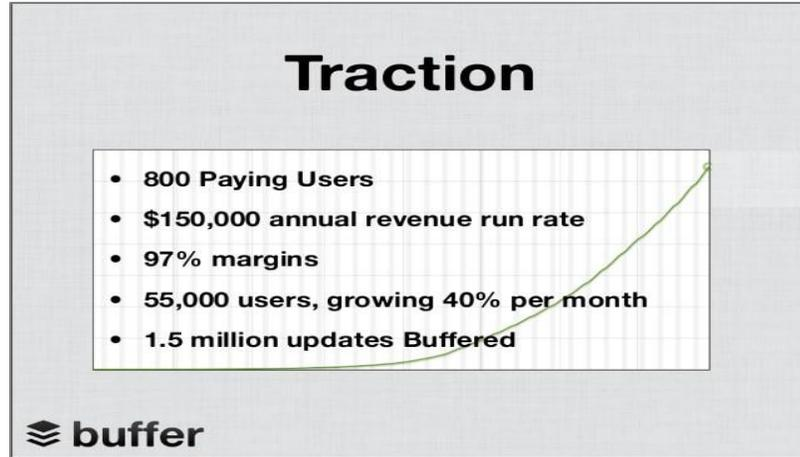 Traction
• 800 Paying Users
• $150,000 annual revenue run rate
• 97% margins
• 55,000 users, growing 40% per month
• 1.5 million updates Buffered
buffer